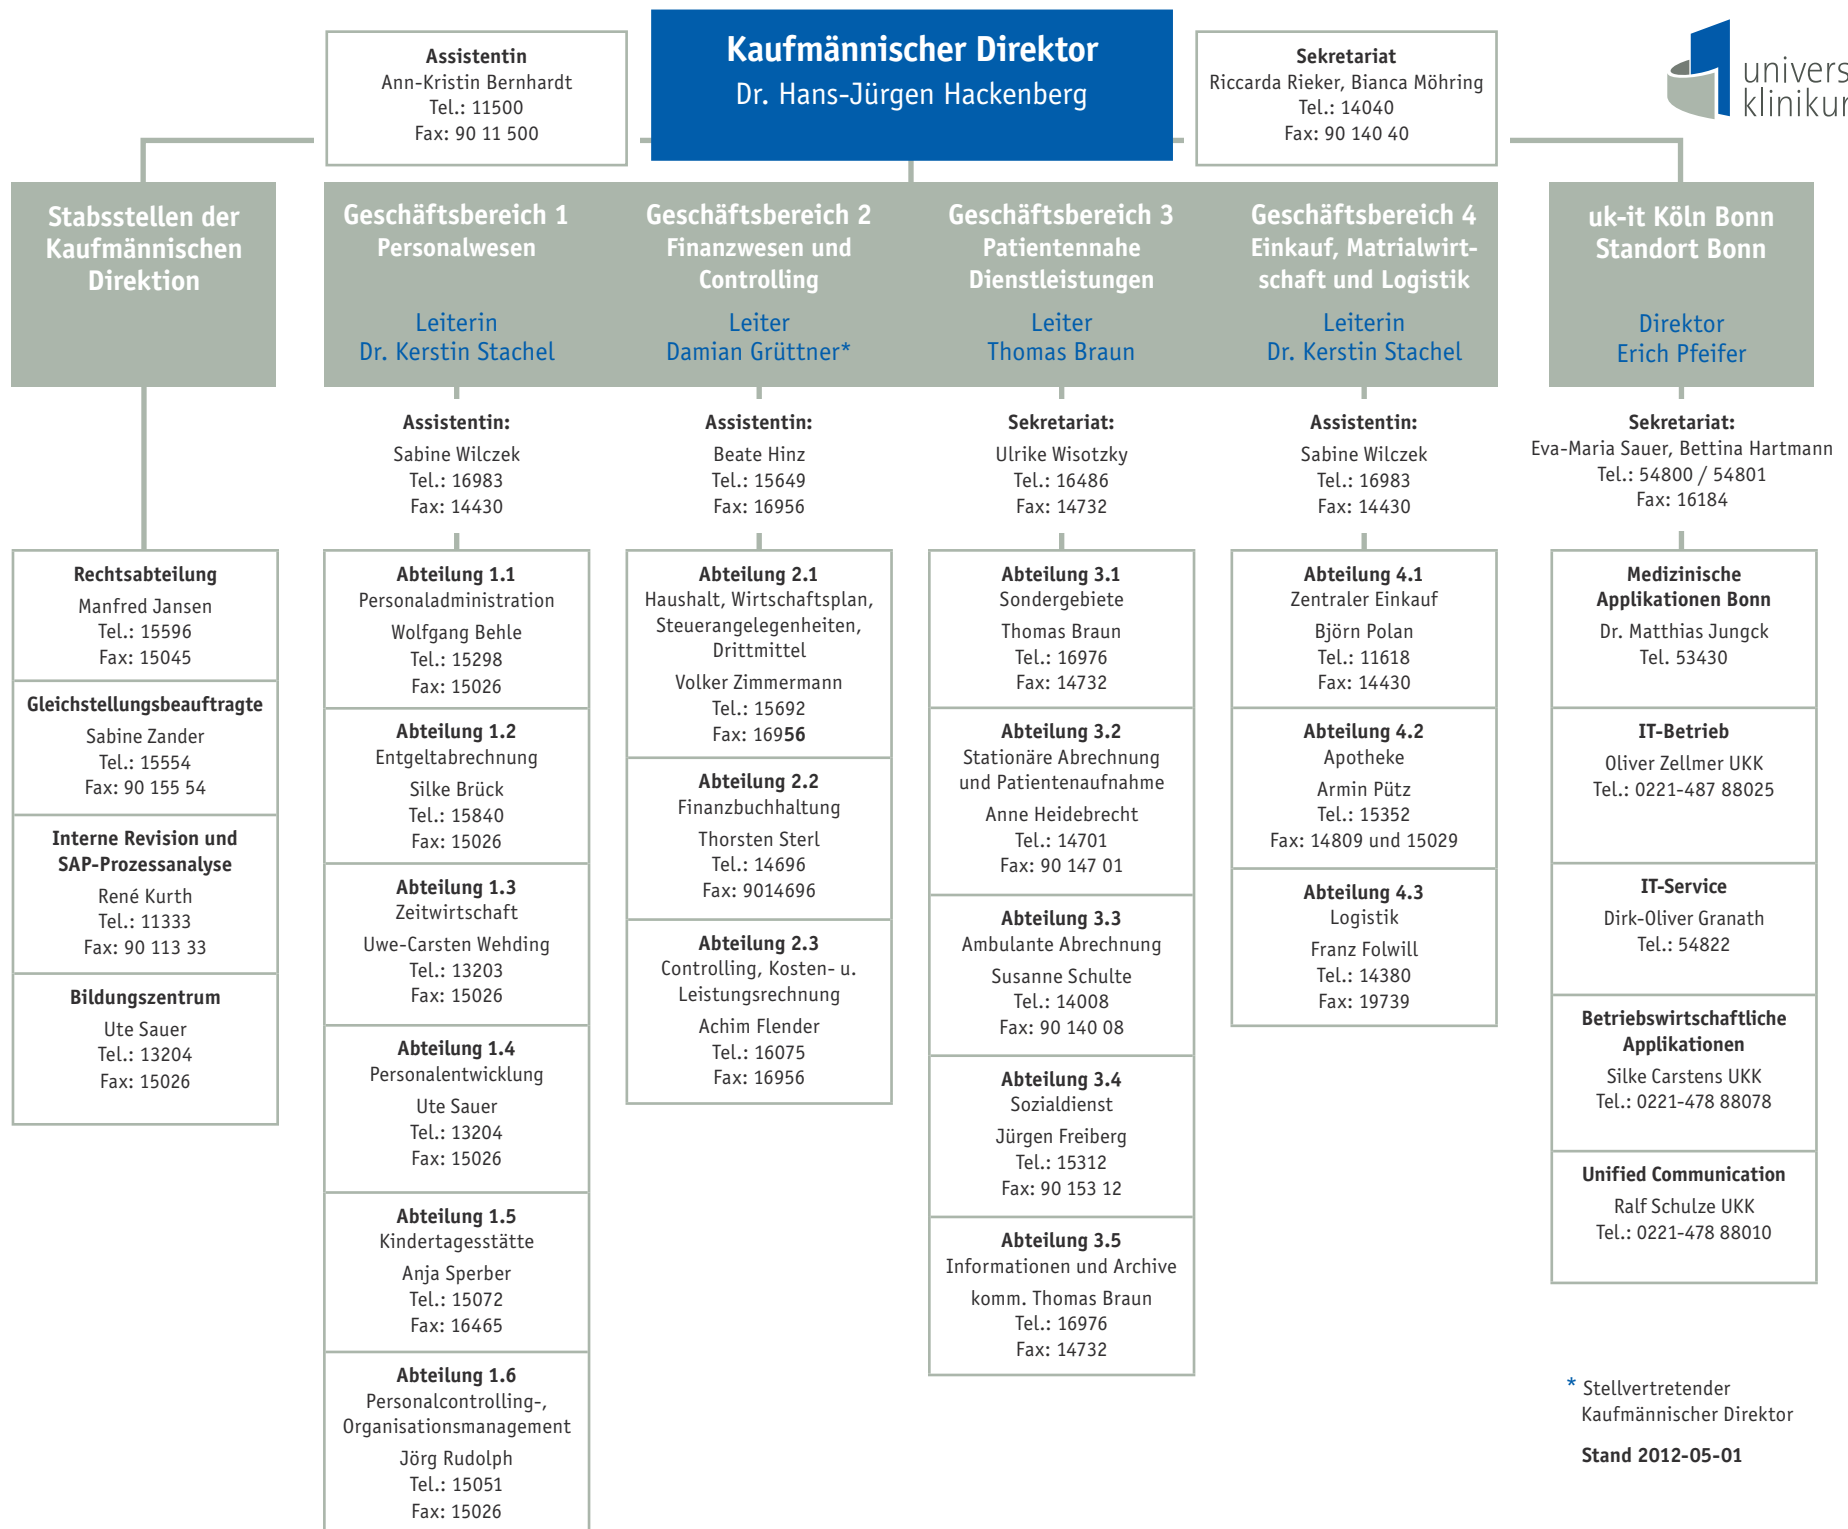 Assistentin
Ann-Kristin Bernhardt
Tel.: 11500
Fax: 90 11 500
Kaufmännischer Direktor
Dr. Hans-Jürgen Hackenberg
Sekretariat
Riccarda Rieker, Bianca Möhring
Tel.: 14040
Fax: 90 140 40
Stabsstellen der
Kaufmännischen
Direktion
Rechtsabteilung
Manfred Jansen
Tel.: 15596
Fax: 15045
Gleichstellungsbeauftragte
Sabine Zander
Tel.: 15554
Fax: 90 155 54
Interne Revision und
SAP-Prozessanalyse
René Kurth
Tel.: 11333
Fax: 90 113 33
Bildungszentrum
Ute Sauer
Tel.: 13204
Fax: 15026
Geschäftsbereich 1
Personalwesen
Leiterin
Dr. Kerstin Stachel
Assistentin:
Sabine Wilczek
Tel.: 16983
Fax: 14430
Abteilung 1.1
Personaladministration
Wolfgang Behle
Tel.: 15298
Fax: 15026
Abteilung 1.2
Entgeltabrechnung
Silke Brück
Tel.: 15840
Fax: 15026
Abteilung 1.3
Zeitwirtschaft
Uwe-Carsten Wehding
Tel.: 13203
Fax: 15026
Abteilung 1.4
Personalentwicklung
Ute Sauer
Tel.: 13204
Fax: 15026
Abteilung 1.5
Kindertagesstätte
Anja Sperber
Tel.: 15072
Fax: 16465
Abteilung 1.6
Personalcontrolling-,
Organisationsmanagement
Jörg Rudolph
Tel.: 15051
Fax: 15026
Geschäftsbereich 2
Finanzwesen und
Controlling
Leiter
Damian Grüttner*
Assistentin:
Beate Hinz
Tel.: 15649
Fax: 16956
Abteilung 2.1
Haushalt, Wirtschaftsplan,
Steuerangelegenheiten,
Drittmittel
Volker Zimmermann
Tel.: 15692
Fax: 16956
Abteilung 2.2
Finanzbuchhaltung
Thorsten Sterl
Tel.: 14696
Fax: 9014696
Abteilung 2.3
Controlling, Kosten- u.
Leistungsrechnung
Achim Flender
Tel.: 16075
Fax: 16956
Geschäftsbereich 3
Patientennahe
Dienstleistungen
Leiter
Thomas Braun
Sekretariat:
Ulrike Wisotzky
Tel.: 16486
Fax: 14732
Abteilung 3.1
Sondergebiete
Thomas Braun
Tel.: 16976
Fax: 14732
Abteilung 3.2
Stationäre Abrechnung
und Patientenaufnahme
Anne Heidebrecht
Tel.: 14701
Fax: 90 147 01
Abteilung 3.3
Ambulante Abrechnung
Susanne Schulte
Tel.: 14008
Fax: 90 140 08
Abteilung 3.4
Sozialdienst
Jürgen Freiberg
Tel.: 15312
Fax: 90 153 12
Abteilung 3.5
Informationen und Archive
komm. Thomas Braun
Tel.: 16976
Fax: 14732
Geschäftsbereich 4
Einkauf, Matrialwirt-
schaft und Logistik
Leiterin
Dr. Kerstin Stachel
Assistentin:
Sabine Wilczek
Tel.: 16983
Fax: 14430
Abteilung 4.1
Zentraler Einkauf
Björn Polan
Tel.: 11618
Fax: 14430
Abteilung 4.2
Apotheke
Armin Pütz
Tel.: 15352
Fax: 14809 und 15029
Abteilung 4.3
Logistik
Franz Folwill
Tel.: 14380
Fax: 19739
uk-it Köln Bonn
Standort Bonn
Direktor
Erich Pfeifer
Sekretariat:
Eva-Maria Sauer, Bettina Hartmann
Tel.: 54800 / 54801
Fax: 16184
Medizinische
Applikationen Bonn
Dr. Matthias Jungck
Tel. 53430
IT-Betrieb
Oliver Zellmer UKK
Tel.: 0221-487 88025
IT-Service
Dirk-Oliver Granath
Tel.: 54822
Betriebswirtschaftliche
Applikationen
Silke Carstens UKK
Tel.: 0221-478 88078
Unified Communication
Ralf Schulze UKK
Tel.: 0221-478 88010
* Stellvertretender
Kaufmännischer Direktor
Stand 2012-05-01